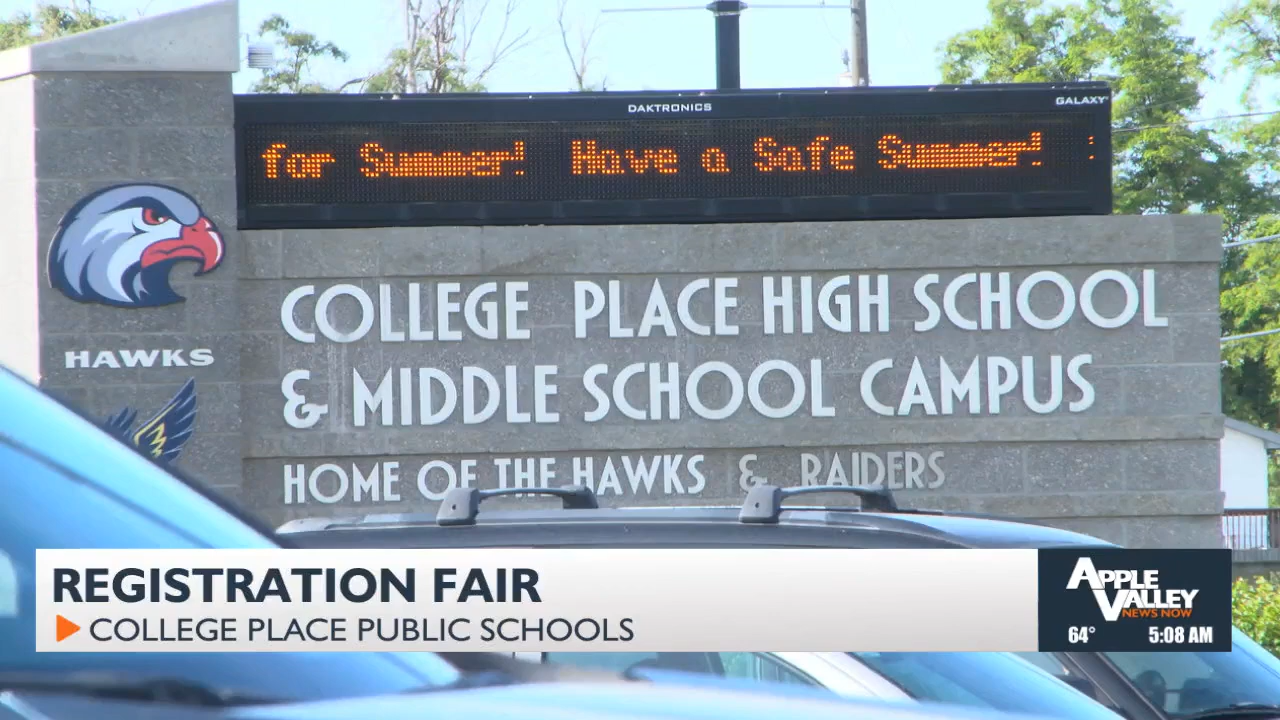 DAKTRONICS
GALAXY
for Summer! Have a Safe Summer!
HAWKS
COLLEGE PLACE HIGH SCHOOL
& MIDDLE SCHOOL CAMPUS
HOME OF THE HAWKS & RAIDERS
REGISTRATION FAIR
COLLEGE PLACE PUBLIC SCHOOLS
APPLE
VALLEY
NEWS NOW
64° 5:08 AM